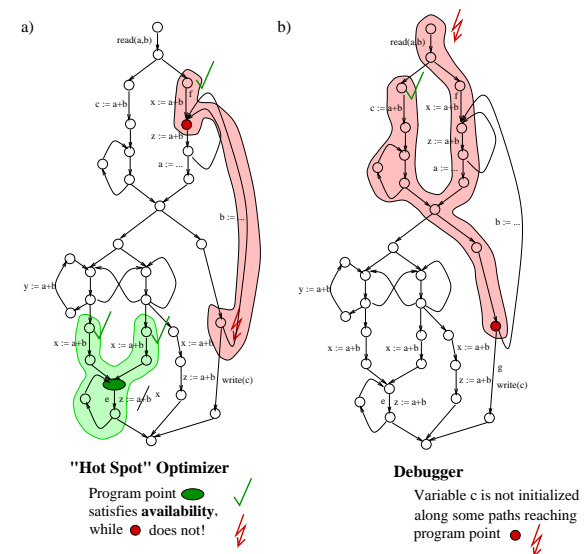 a)
read(a,b)
f
c := a+b
x := a+b
z := a+b
a := ...
b := ...
y := a+b
x := a+b
x := a+b
x := a+b
z := a+b
e
z := a+b
x
write(c)
"Hot Spot" Optimizer
Program point
satisfies availability,
while does not!
b)
read(a,b)
f
c := a+b
x := a+b
z := a+b
a := ...
b := ...
y := a+b
x := a+b
x := a+b
x := a+b
g
z := a+b
write(c)
e
Debugger
Variable c is not initialized
along some paths reaching
program point